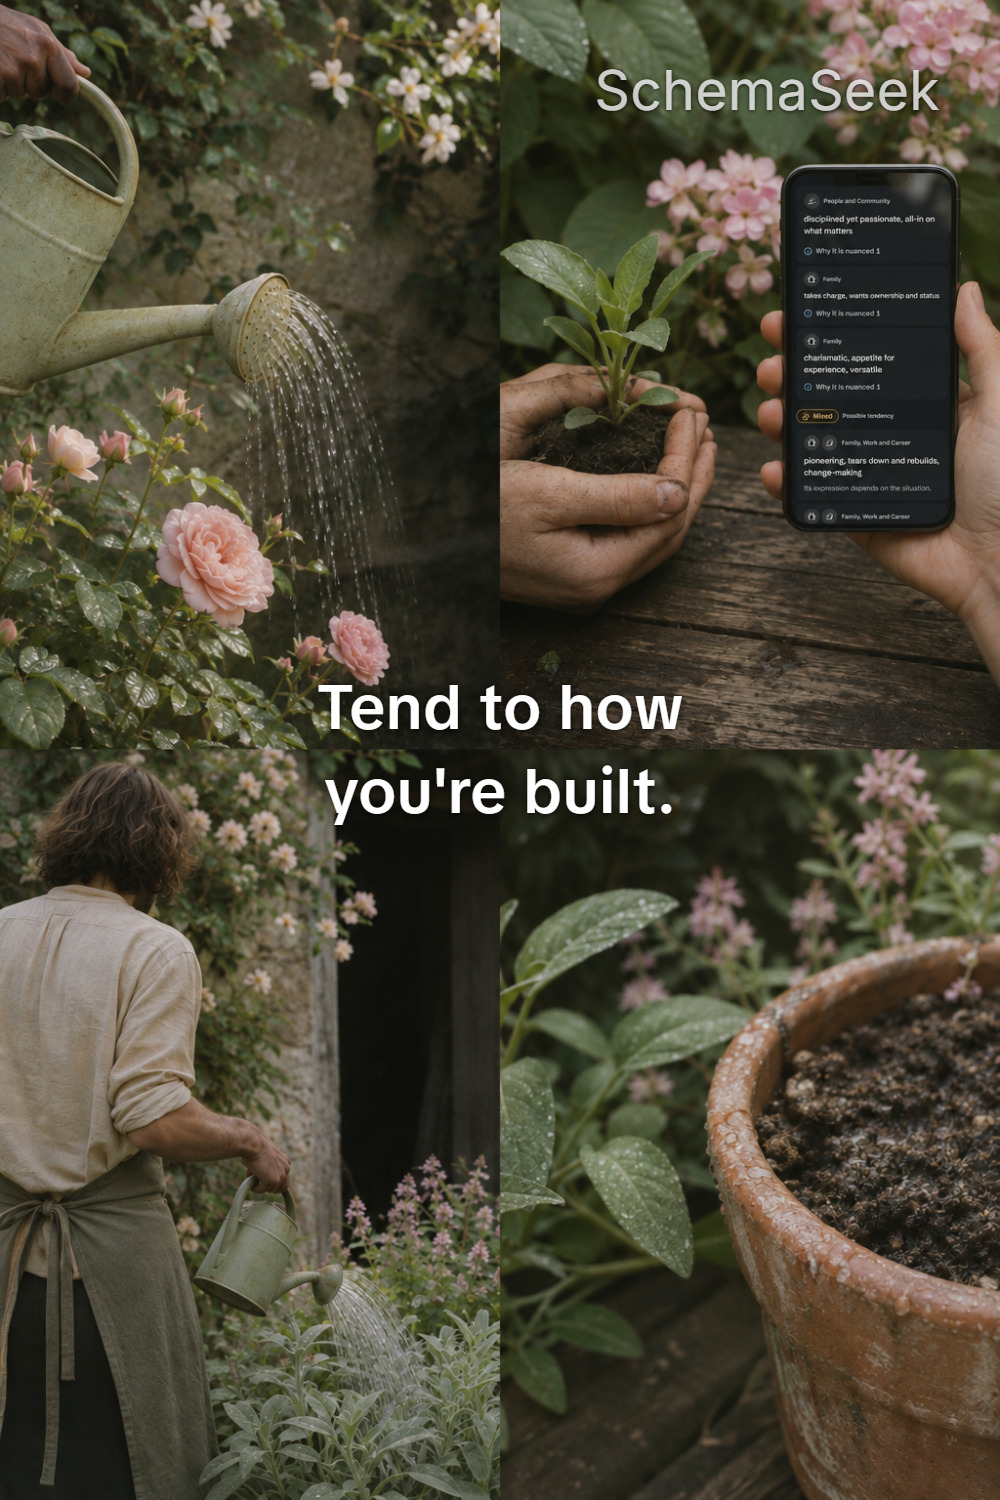 SchemaSeek
People and Community
disciplined yet passionate, all-in on
what matters
Why it is nuanced 1
Family
takes charge, wants ownership and status
Why it is nuanced 1
Family
charismatic, appetite for
experience, versatile
Why it is nuanced 1
Mixed Possible tendency
Family, Work and Career
pioneering, tears down and rebuilds,
change-making
Its expression depends on the situation.
Family, Work and Career
Tend to how
you're built.